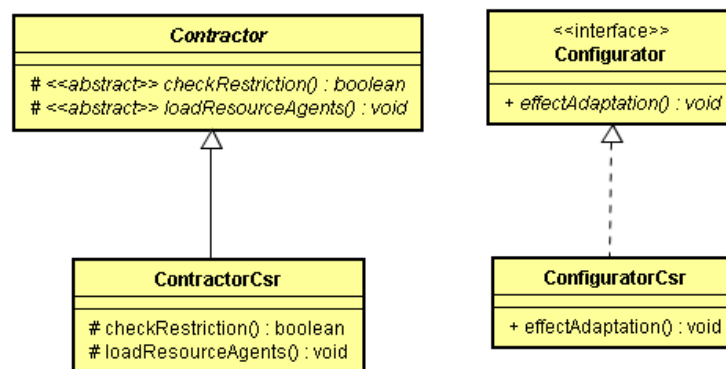 Contractor
# <<abstract>> checkRestriction() : boolean
# <<abstract>> loadResourceAgents() : void
<<interface>>
Configurator
+ effectAdaptation() : void
ContractorCsr
# checkRestriction() : boolean
# loadResourceAgents() : void
ConfiguratorCsr
+ effectAdaptation() : void